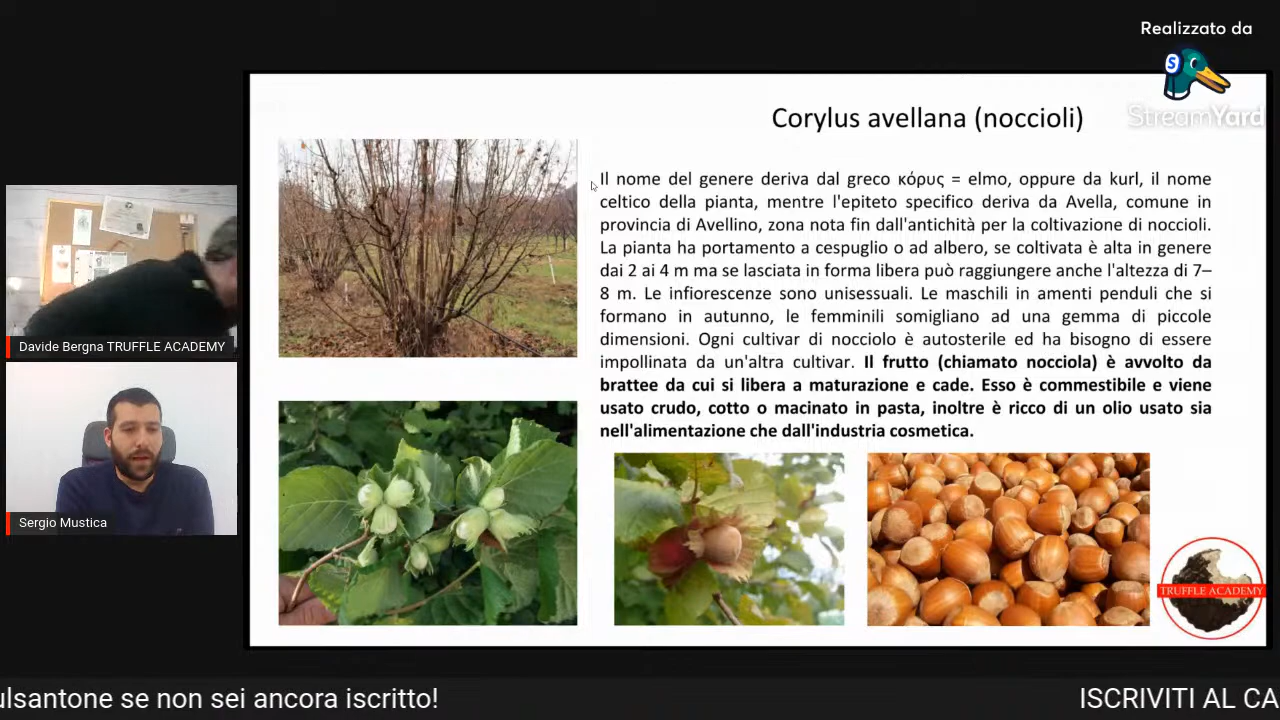 Realizzato da
S
StreamYard
Corylus avellana (noccioli)
Il nome del genere deriva dal greco κόρυς = elmo, oppure da kurl, il nome
celtico della pianta, mentre l'epiteto specifico deriva da Avella, comune in
provincia di Avellino, zona nota fin dall'antichità per la coltivazione di noccioli.
La pianta ha portamento a cespuglio o ad albero, se coltivata è alta in genere
dai 2 ai 4 m ma se lasciata in forma libera può raggiungere anche l'altezza di 7–
8 m. Le infiorescenze sono unisessuali. Le maschili in amenti penduli che si
formano in autunno, le femminili somigliano ad una gemma di piccole
dimensioni. Ogni cultivar di nocciolo è autosterile ed ha bisogno di essere
impollinata da un'altra cultivar. Il frutto (chiamato nocciola) è avvolto da
brattee da cui si libera a maturazione e cade. Esso è commestibile e viene
usato crudo, cotto o macinato in pasta, inoltre è ricco di un olio usato sia
nell'alimentazione che dall'industria cosmetica.
Davide Bergna TRUFFLE ACADEMY
Sergio Mustica
TRUFFLE ACADEMY
ulsantone se non sei ancora iscritto!
ISCRIVITI AL CA